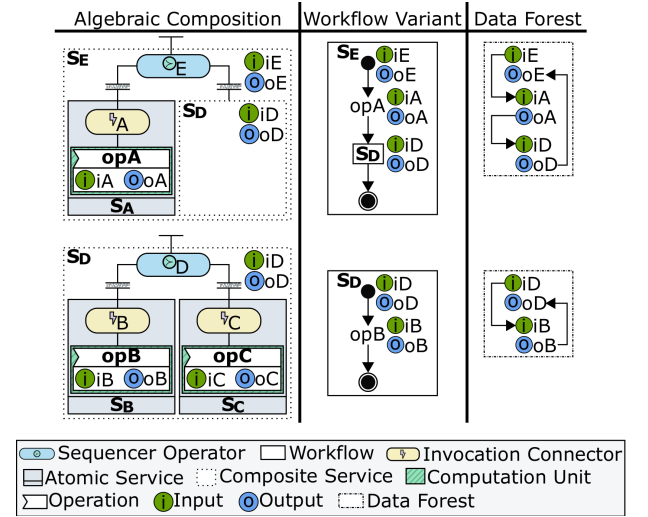 Algebraic Composition Workflow Variant Data Forest
SE E iE oE
A SD iD oD
opA
iA oA
SA
SE iE oE
opA iA oA
SD iD oD
iE
oE
iA
oA
iD
oD
SD D iD oD
B C
opB opC
iB oB iC oC
SB SC
SD iD oD
opB iB oB
iD
oD
iB
oB
Sequencer Operator Workflow Invocation Connector
Atomic Service Composite Service Computation Unit
Operation i Input o Output Data Forest